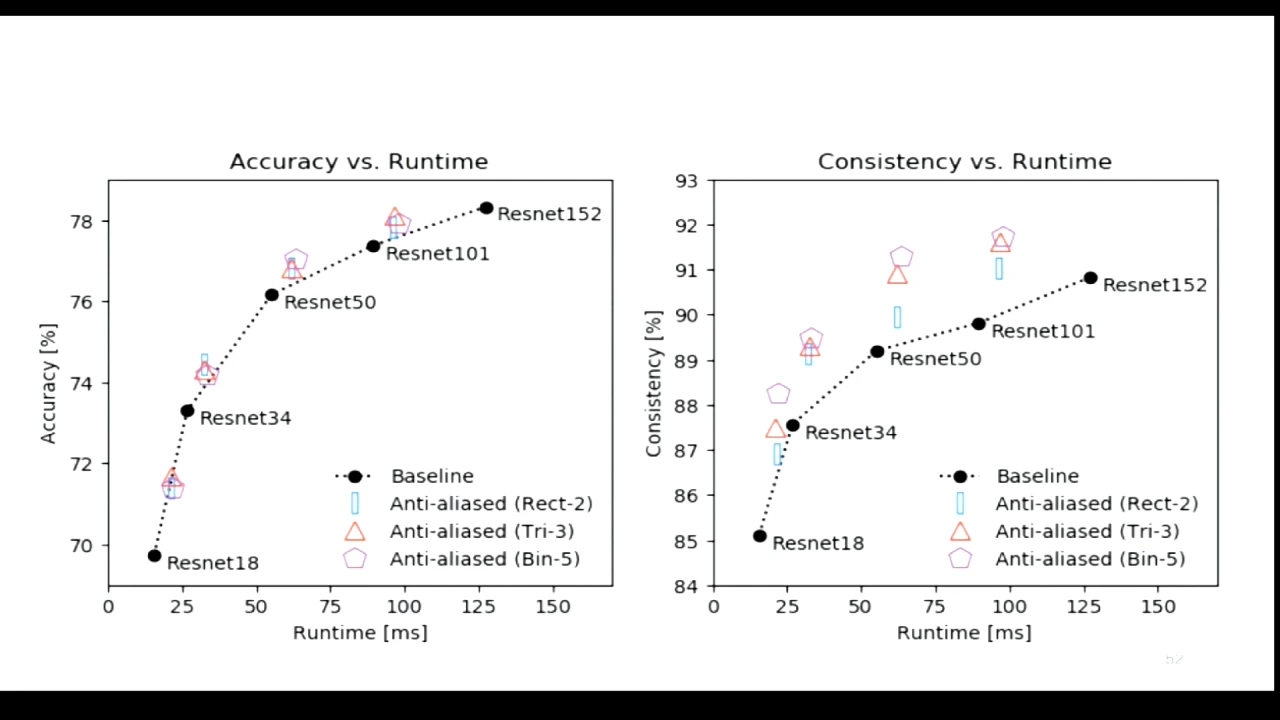 Accuracy vs. Runtime
78
76
74
72
70
Accuracy [%]
Resnet152
Resnet101
Resnet50
Resnet34
Resnet18
Baseline
Anti-aliased (Rect-2)
Anti-aliased (Tri-3)
Anti-aliased (Bin-5)
0 25 50 75 100 125 150
Runtime [ms]
Consistency vs. Runtime
93
92
91
90
89
88
87
86
85
84
Consistency [%]
Resnet152
Resnet101
Resnet50
Resnet34
Resnet18
Baseline
Anti-aliased (Rect-2)
Anti-aliased (Tri-3)
Anti-aliased (Bin-5)
0 25 50 75 100 125 150
Runtime [ms]
52